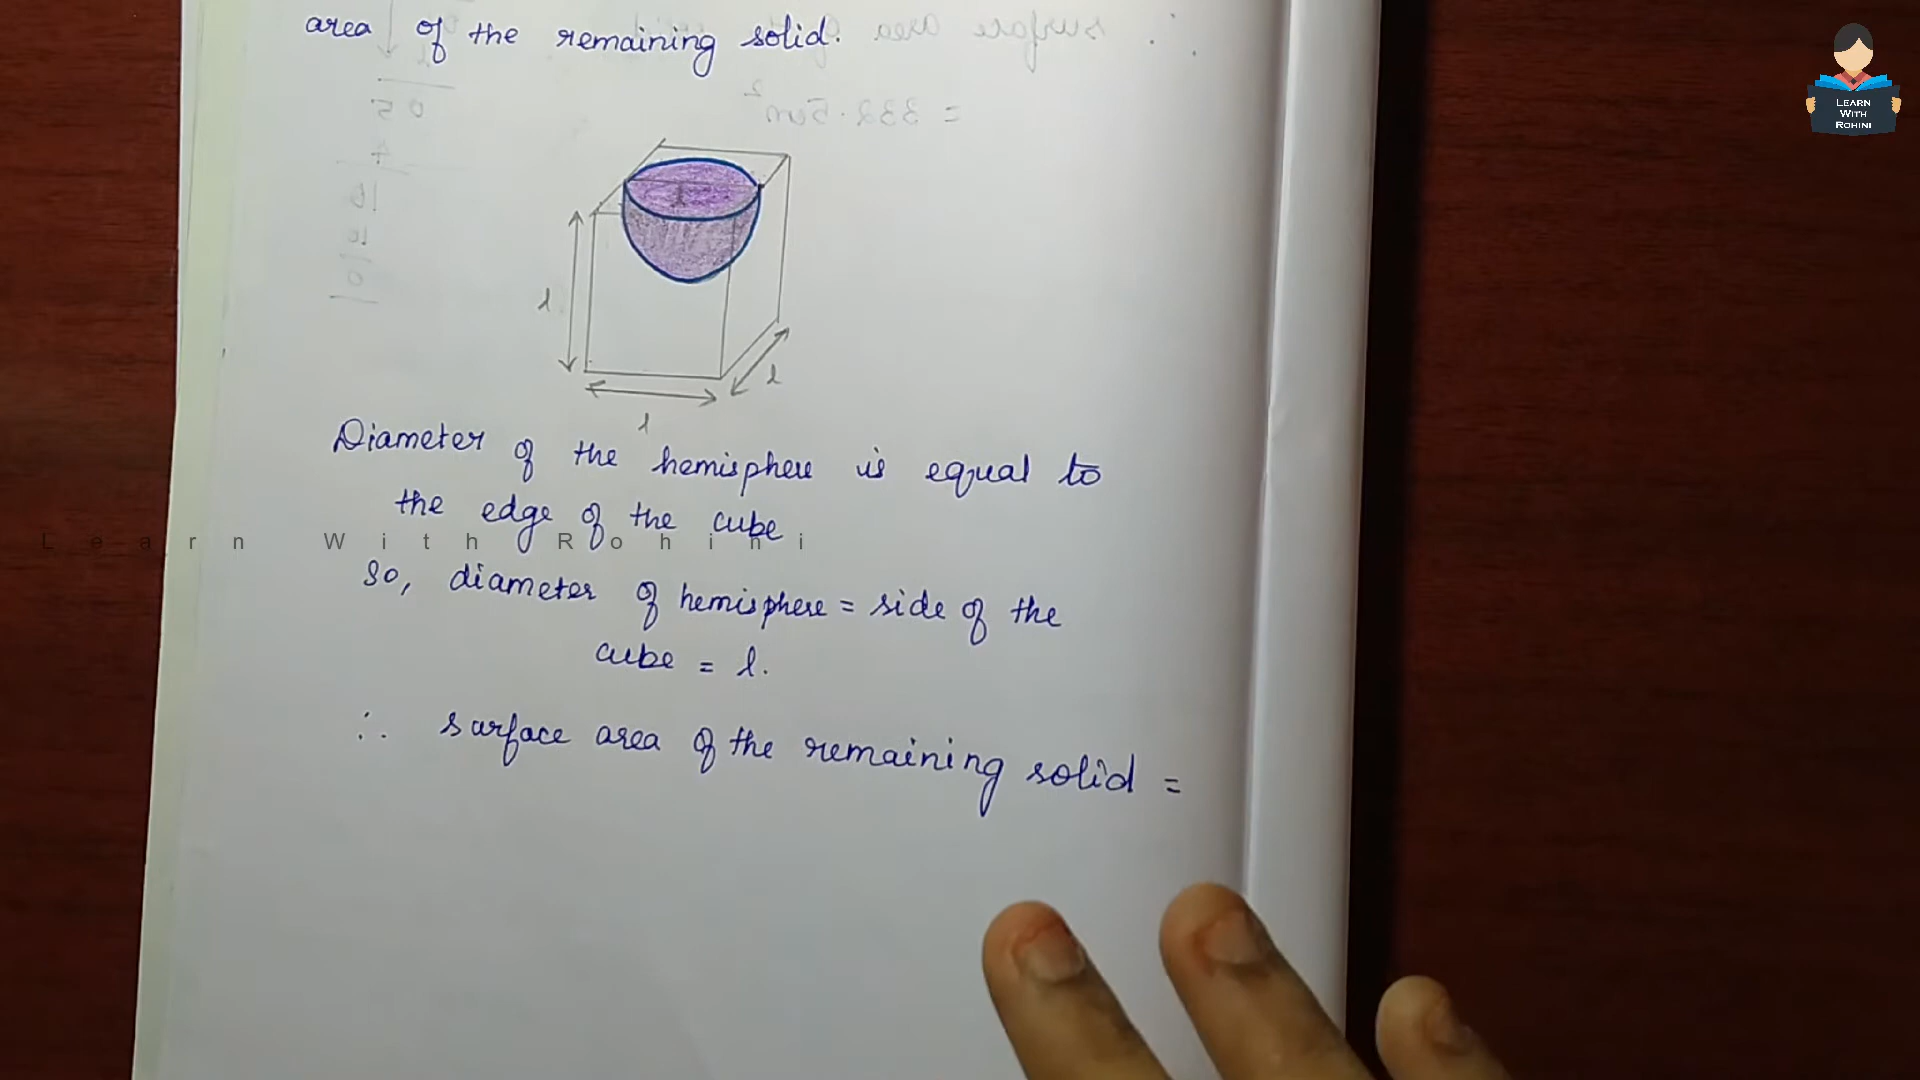 area of the remaining solid.
LEARN
WITH
ROHINI
l
l
l
Diameter of the hemisphere is equal to
the edge of the cube
Learn With Rohini
So, diameter of hemisphere = side of the
cube = l.
∴ surface area of the remaining solid =